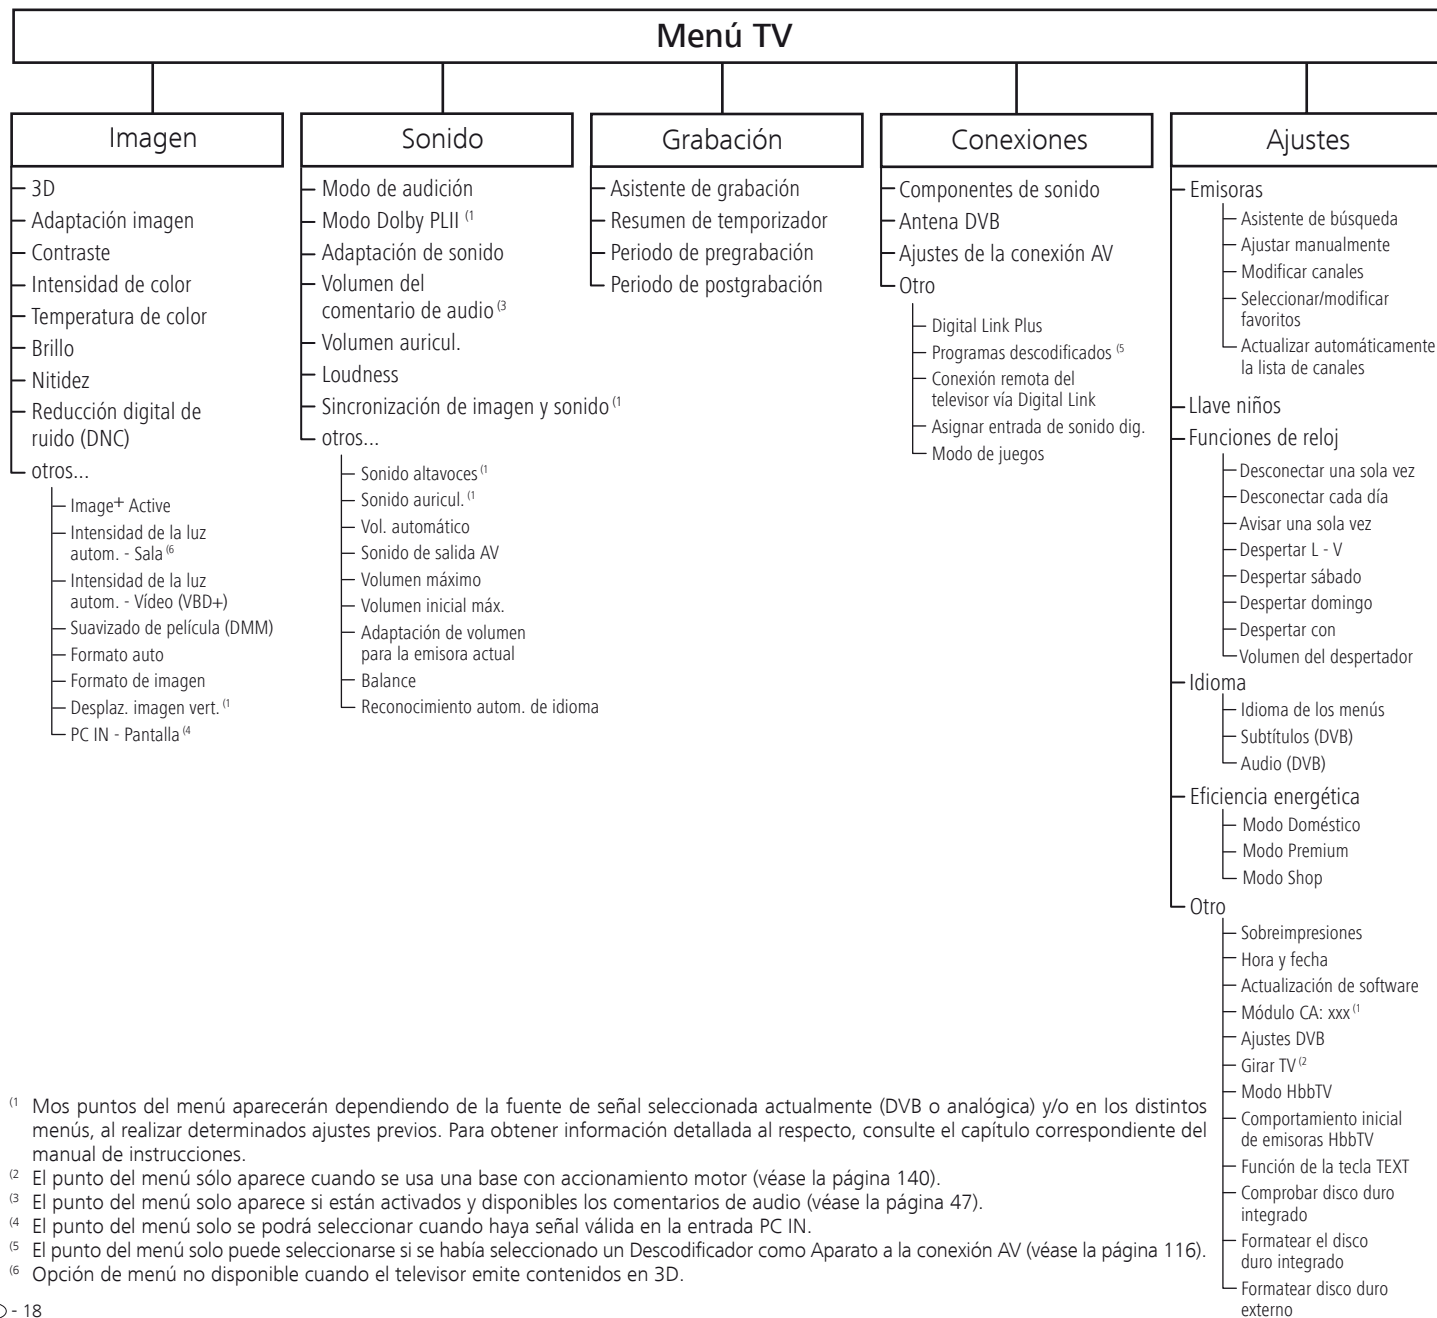 Menú TV
Imagen
3D
Adaptación imagen
Contraste
Intensidad de color
Temperatura de color
Brillo
Nitidez
Reducción digital de
ruido (DNC)
otros...
Image+ Active
Intensidad de la luz
autom. - Sala (6
Intensidad de la luz
autom. - Vídeo (VBD+)
Suavizado de película (DMM)
Formato auto
Formato de imagen
Desplaz. imagen vert. (1
PC IN - Pantalla (4
Sonido
Modo de audición
Modo Dolby PLII (1
Adaptación de sonido
Volumen del
comentario de audio (3
Volumen auricul.
Loudness
Sincronización de imagen y sonido (1
otros...
Sonido altavoces (1
Sonido auricul. (1
Vol. automático
Sonido de salida AV
Volumen máximo
Volumen inicial máx.
Adaptación de volumen
para la emisora actual
Balance
Reconocimiento autom. de idioma
Grabación
Asistente de grabación
Resumen de temporizador
Periodo de pregrabación
Periodo de postgrabación
Conexiones
Componentes de sonido
Antena DVB
Ajustes de la conexión AV
Otro
Digital Link Plus
Programas descodificados (5
Conexión remota del
televisor vía Digital Link
Asignar entrada de sonido dig.
Modo de juegos
Ajustes
Emisoras
Asistente de búsqueda
Ajustar manualmente
Modificar canales
Seleccionar/modificar
favoritos
Actualizar automáticamente
la lista de canales
Llave niños
Funciones de reloj
Desconectar una sola vez
Desconectar cada día
Avisar una sola vez
Despertar L - V
Despertar sábado
Despertar domingo
Despertar con
Volumen del despertador
Idioma
Idioma de los menús
Subtítulos (DVB)
Audio (DVB)
Eficiencia energética
Modo Doméstico
Modo Premium
Modo Shop
Otro
Sobreimpresiones
Hora y fecha
Actualización de software
Módulo CA: xxx (1
Ajustes DVB
Girar TV (2
Modo HbbTV
Comportamiento inicial
de emisoras HbbTV
Función de la tecla TEXT
Comprobar disco duro
integrado
Formatear el disco
duro integrado
Formatear disco duro
externo
(1 Mos puntos del menú aparecerán dependiendo de la fuente de señal seleccionada actualmente (DVB o analógica) y/o en los distintos
menús, al realizar determinados ajustes previos. Para obtener información detallada al respecto, consulte el capítulo correspondiente del
manual de instrucciones.
(2 El punto del menú sólo aparece cuando se usa una base con accionamiento motor (véase la página 140).
(3 El punto del menú solo aparece si están activados y disponibles los comentarios de audio (véase la página 47).
(4 El punto del menú solo se podrá seleccionar cuando haya señal válida en la entrada PC IN.
(5 El punto del menú solo puede seleccionarse si se había seleccionado un Descodificador como Aparato a la conexión AV (véase la página 116).
(6 Opción de menú no disponible cuando el televisor emite contenidos en 3D.
- 18